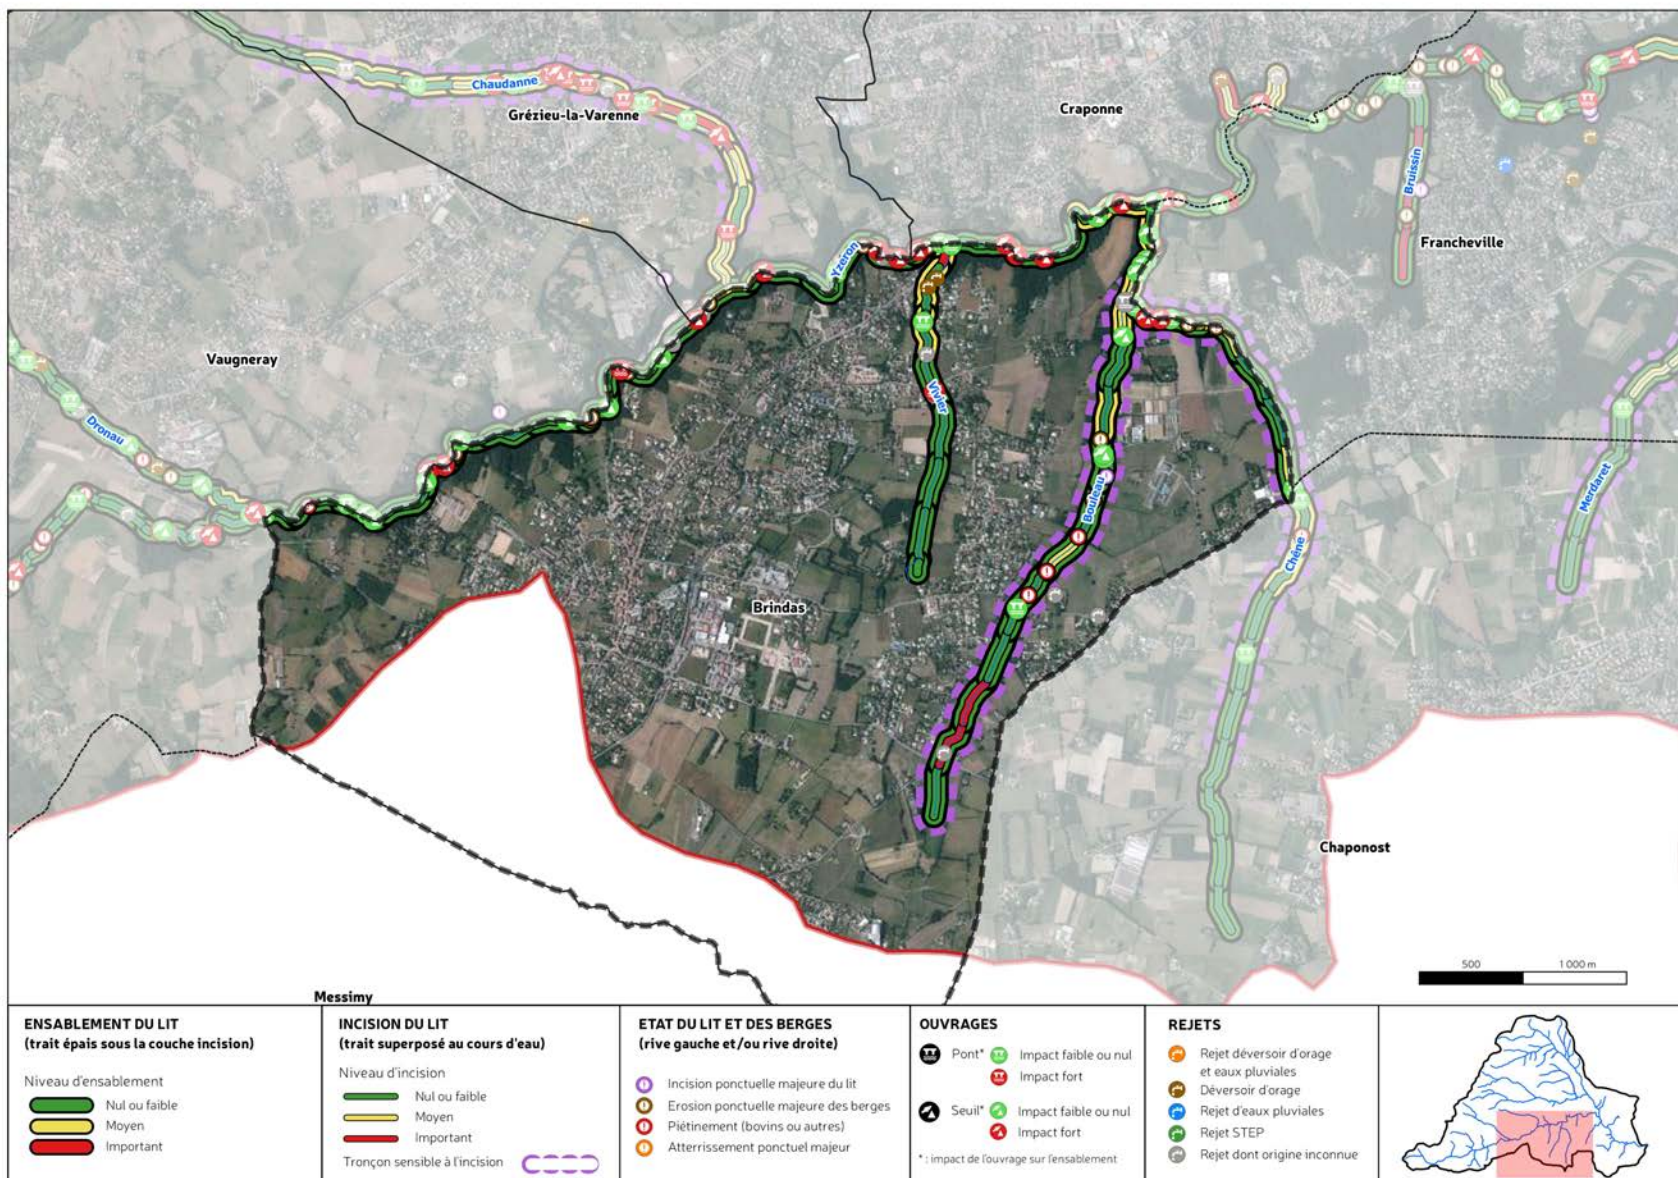 Chaudanne
Grézieu-la-Varenne
Craponne
Bruissin
Francheville
Yzeron
Vaugneray
Vivier
Dronau
Bouleau
Merdaret
Chêne
Brindas
Chaponost
500
1 000 m
Messimy
ENSABLEMENT DU LIT
(trait épais sous la couche incision)
Niveau d'ensablement
Nul ou faible
Moyen
Important
INCISION DU LIT
(trait superposé au cours d'eau)
Niveau d'incision
Nul ou faible
Moyen
Important
Tronçon sensible à l'incision
ETAT DU LIT ET DES BERGES
(rive gauche et/ou rive droite)
Incision ponctuelle majeure du lit
Erosion ponctuelle majeure des berges
Piétinement (bovins ou autres)
Atterrissement ponctuel majeur
OUVRAGES
Pont*
Impact faible ou nul
Impact fort
Seuil*
Impact faible ou nul
Impact fort
* : impact de l'ouvrage sur l'ensablement
REJETS
Rejet déversoir d'orage
et eaux pluviales
Déversoir d'orage
Rejet d'eaux pluviales
Rejet STEP
Rejet dont origine inconnue